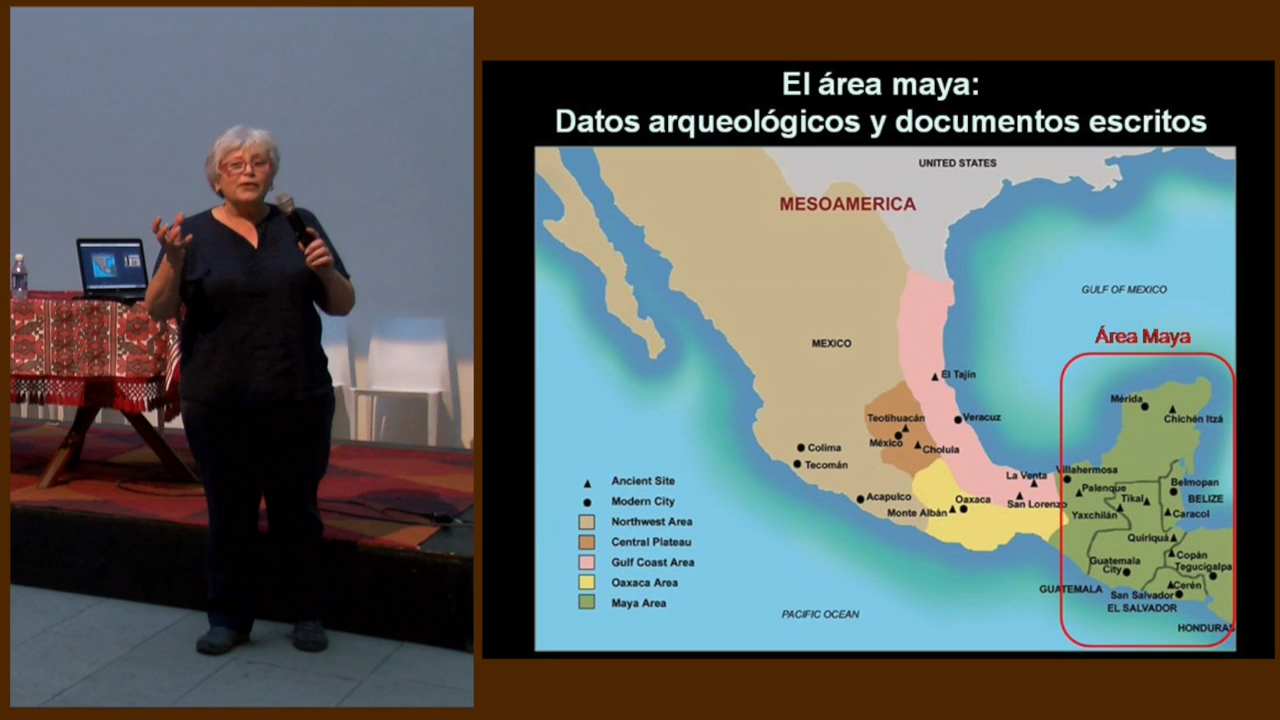 El área maya:
Datos arqueológicos y documentos escritos
UNITED STATES
MESOAMERICA
GULF OF MEXICO
Área Maya
MEXICO
El Tajín
Mérida
Chichén Itzá
Teotihuacán
Veracuz
México
Cholula
Colima
Tecomán
La Venta
Villahermosa
Ancient Site
Palenque
Belmopan
Modern City
Acapulco
Oaxaca
San Lorenzo
Tikal
BELIZE
Monte Albán
Yaxchilán
Caracol
Northwest Area
Central Plateau
Quiriquá
Gulf Coast Area
Guatemala
City
Copán
Tegucigalpa
Oaxaca Area
GUATEMALA
Cerén
San Salvador
Maya Area
EL SALVADOR
PACIFIC OCEAN
HONDURAS